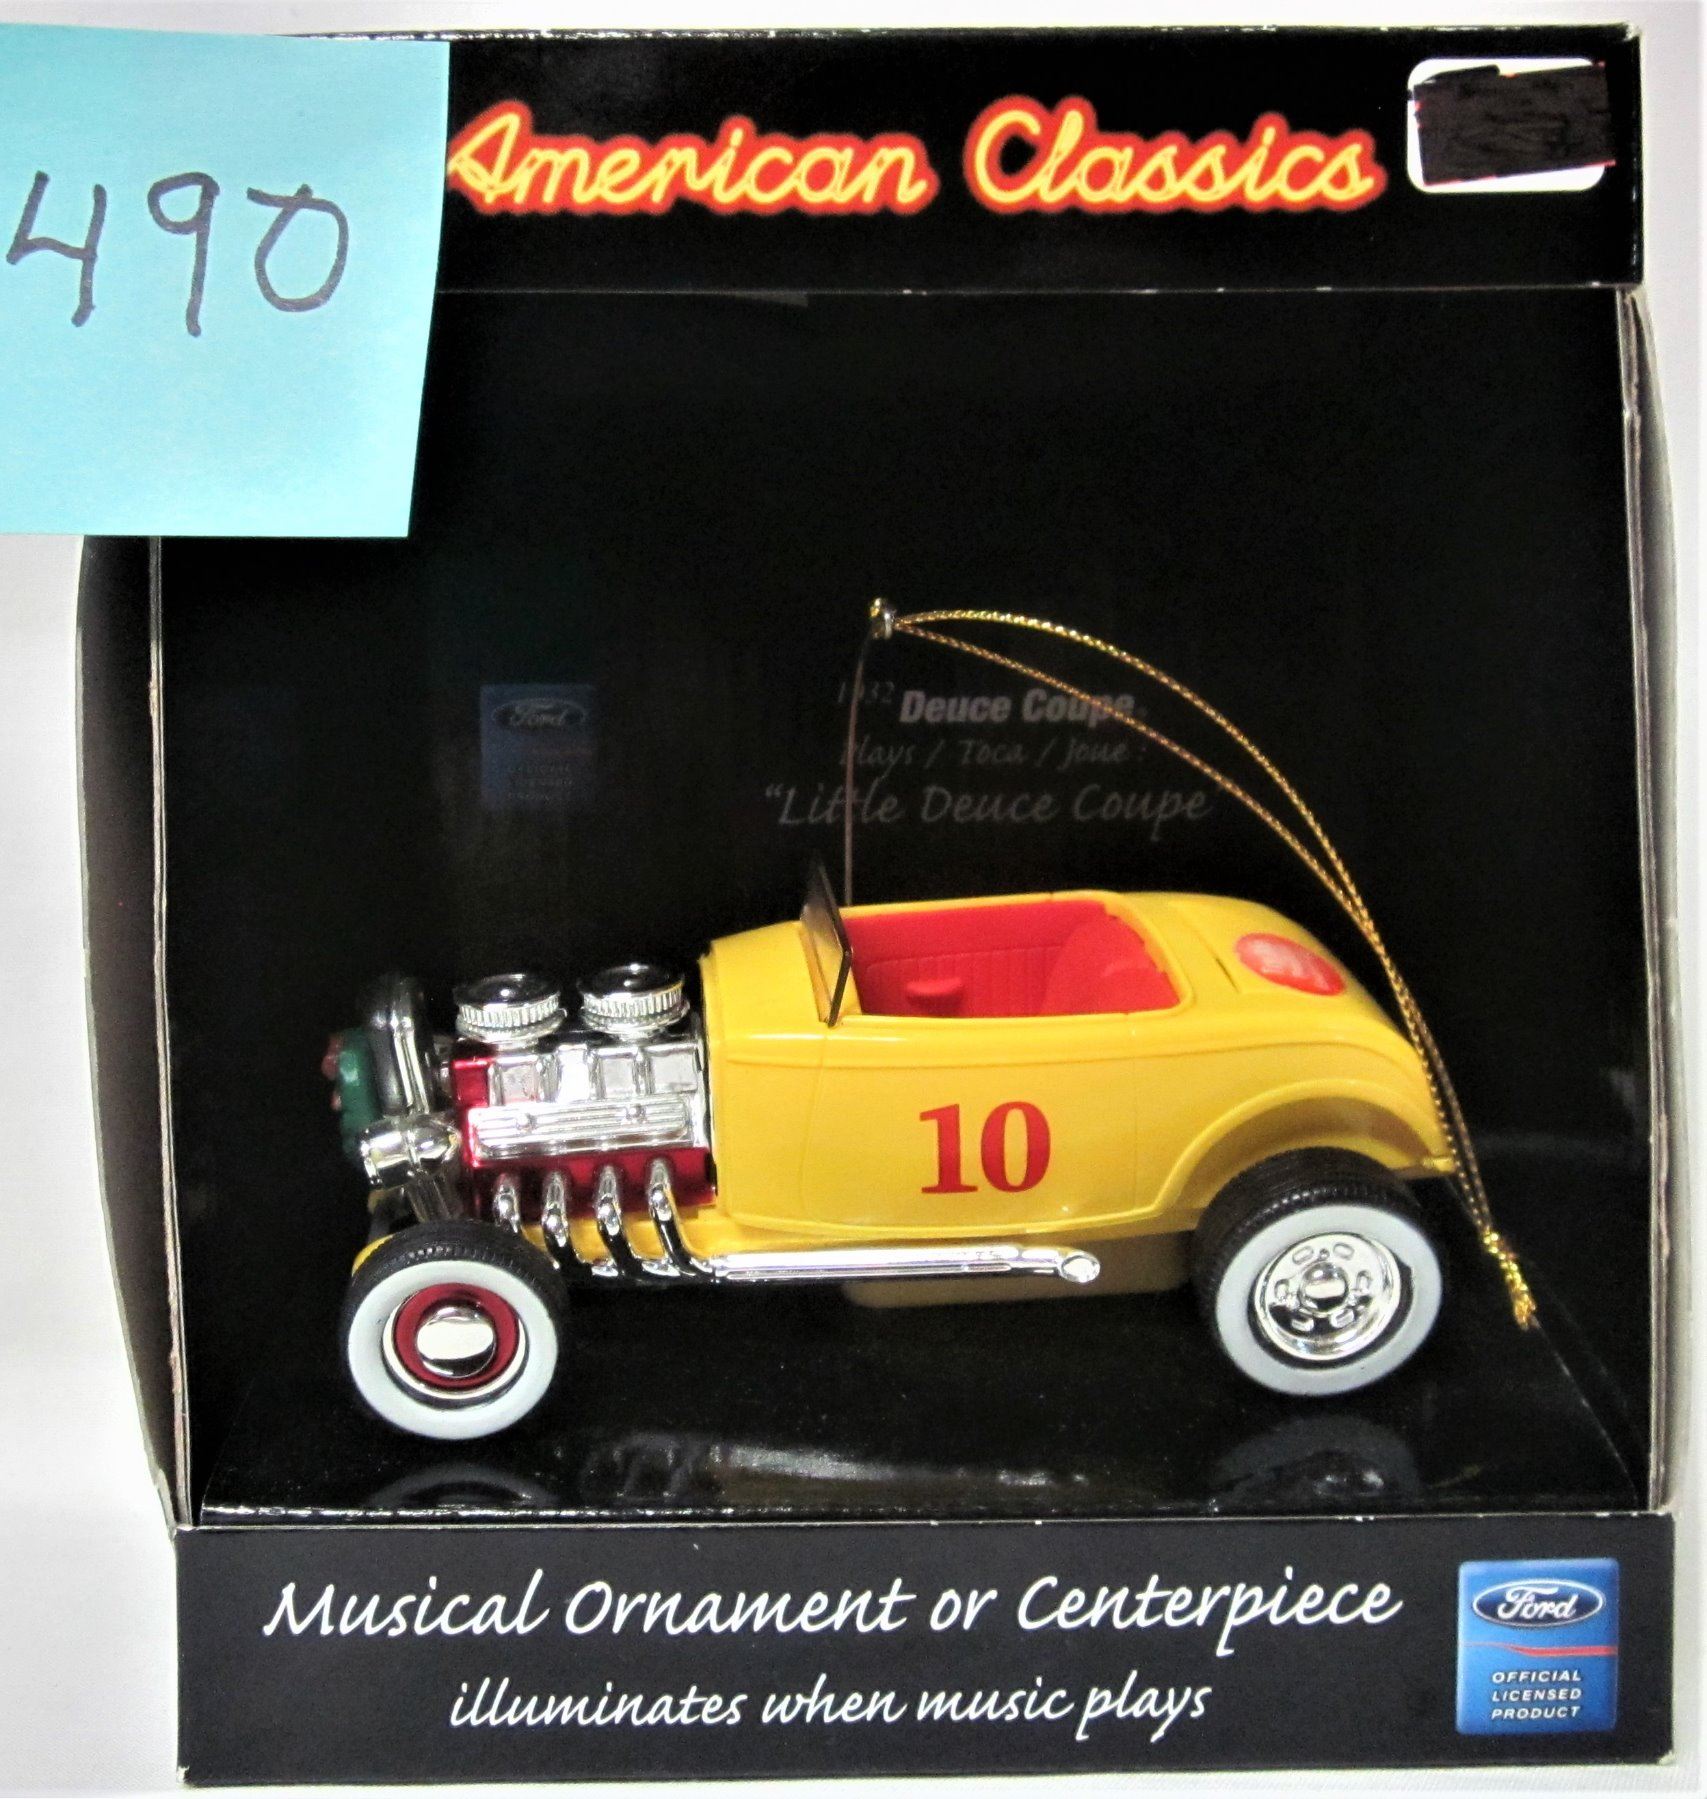 490
American Classics
Ford
1932 Deuce Coupe
Plays / Toca / Joue :
"Little Deuce Coupe"
10
Musical Ornament or Centerpiece
illuminates when music plays
Ford
OFFICIAL
LICENSED
PRODUCT